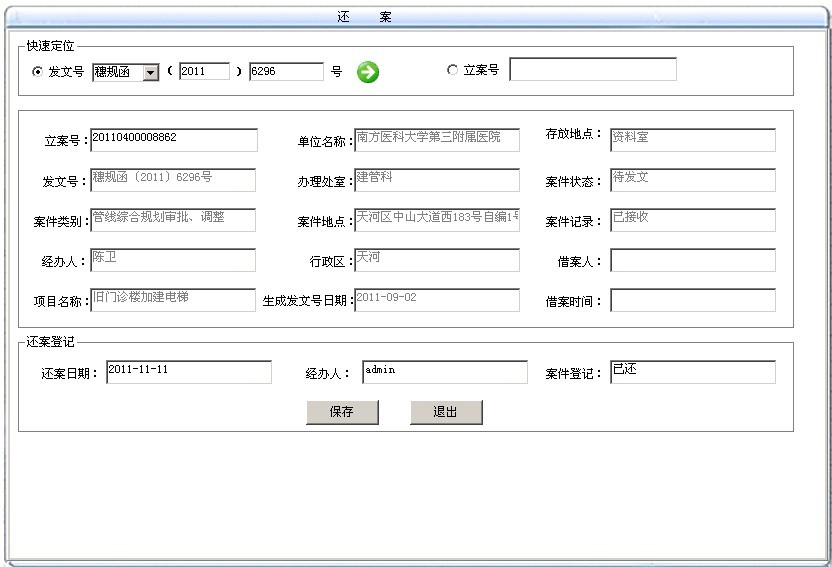 还 案
快速定位
发文号 穗规函 ( 2011 ) 6296 号 立案号
立案号：20110400008862 单位名称：南方医科大学第三附属医院 存放地点：资料室
发文号：穗规函〔2011〕6296号 办理处室：建管科 案件状态：待发文
案件类别：管线综合规划审批、调整 案件地点：天河区中山大道西183号自编1号 案件记录：已接收
经办人：陈卫 行政区：天河 借案人：
项目名称：旧门诊楼加建电梯 生成发文号日期：2011-09-02 借案时间：
还案登记
还案日期：2011-11-11 经办人：admin 案件登记：已还
保存 退出